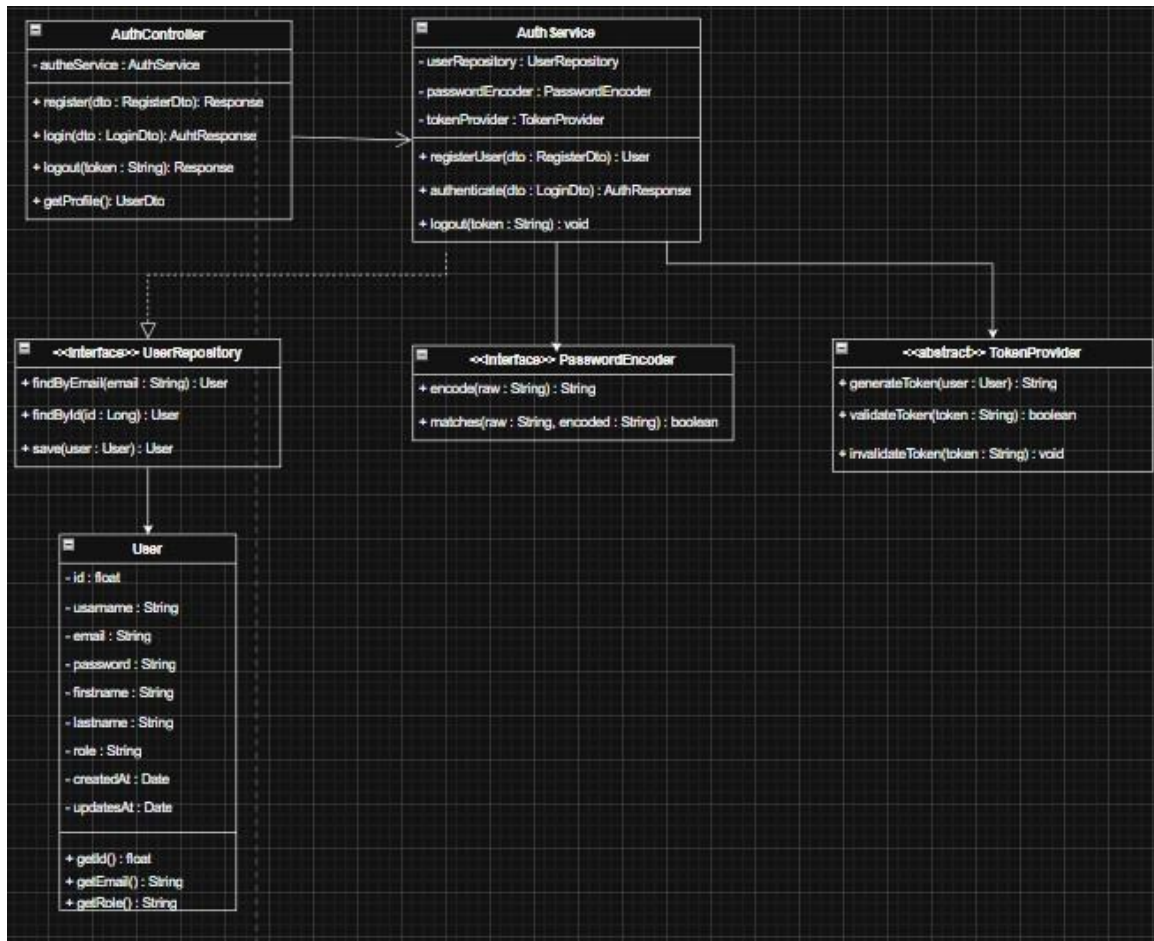 AuthController
- autheService : AuthService
+ register(dto : RegisterDto): Response
+ login(dto : LoginDto): AuhtResponse
+ logout(token : String): Response
+ getProfile(): UserDto
Auth Service
- userRepository : UserRepository
- passwordEncoder : PasswordEncoder
- tokenProvider : TokenProvider
+ registerUser(dto : RegisterDto) : User
+ authenticate(dto : LoginDto) : AuthResponse
+ logout(token : String) : void
<<interface>> UserRepository
+ findByEmail(email : String) : User
+ findById(id : Long) : User
+ save(user : User) : User
<<interface>> PasswordEncoder
+ encode(raw : String) : String
+ matches(raw : String, encoded : String) : boolean
<<abstract>> TokenProvider
+ generateToken(user : User) : String
+ validateToken(token : String) : boolean
+ invalidateToken(token : String) : void
User
- id : float
- username : String
- email : String
- password : String
- firstname : String
- lastname : String
- role : String
- createdAt : Date
- updatesAt : Date
+ getId() : float
+ getEmail() : String
+ getRole() : String